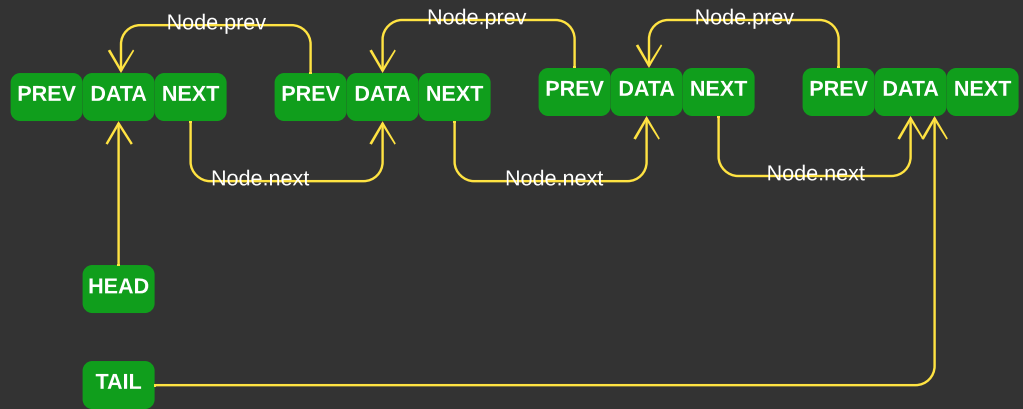 Node.prev
Node.prev
Node.prev
PREV DATA NEXT
PREV DATA NEXT
PREV DATA NEXT
PREV DATA NEXT
Node.next
Node.next
Node.next
HEAD
TAIL